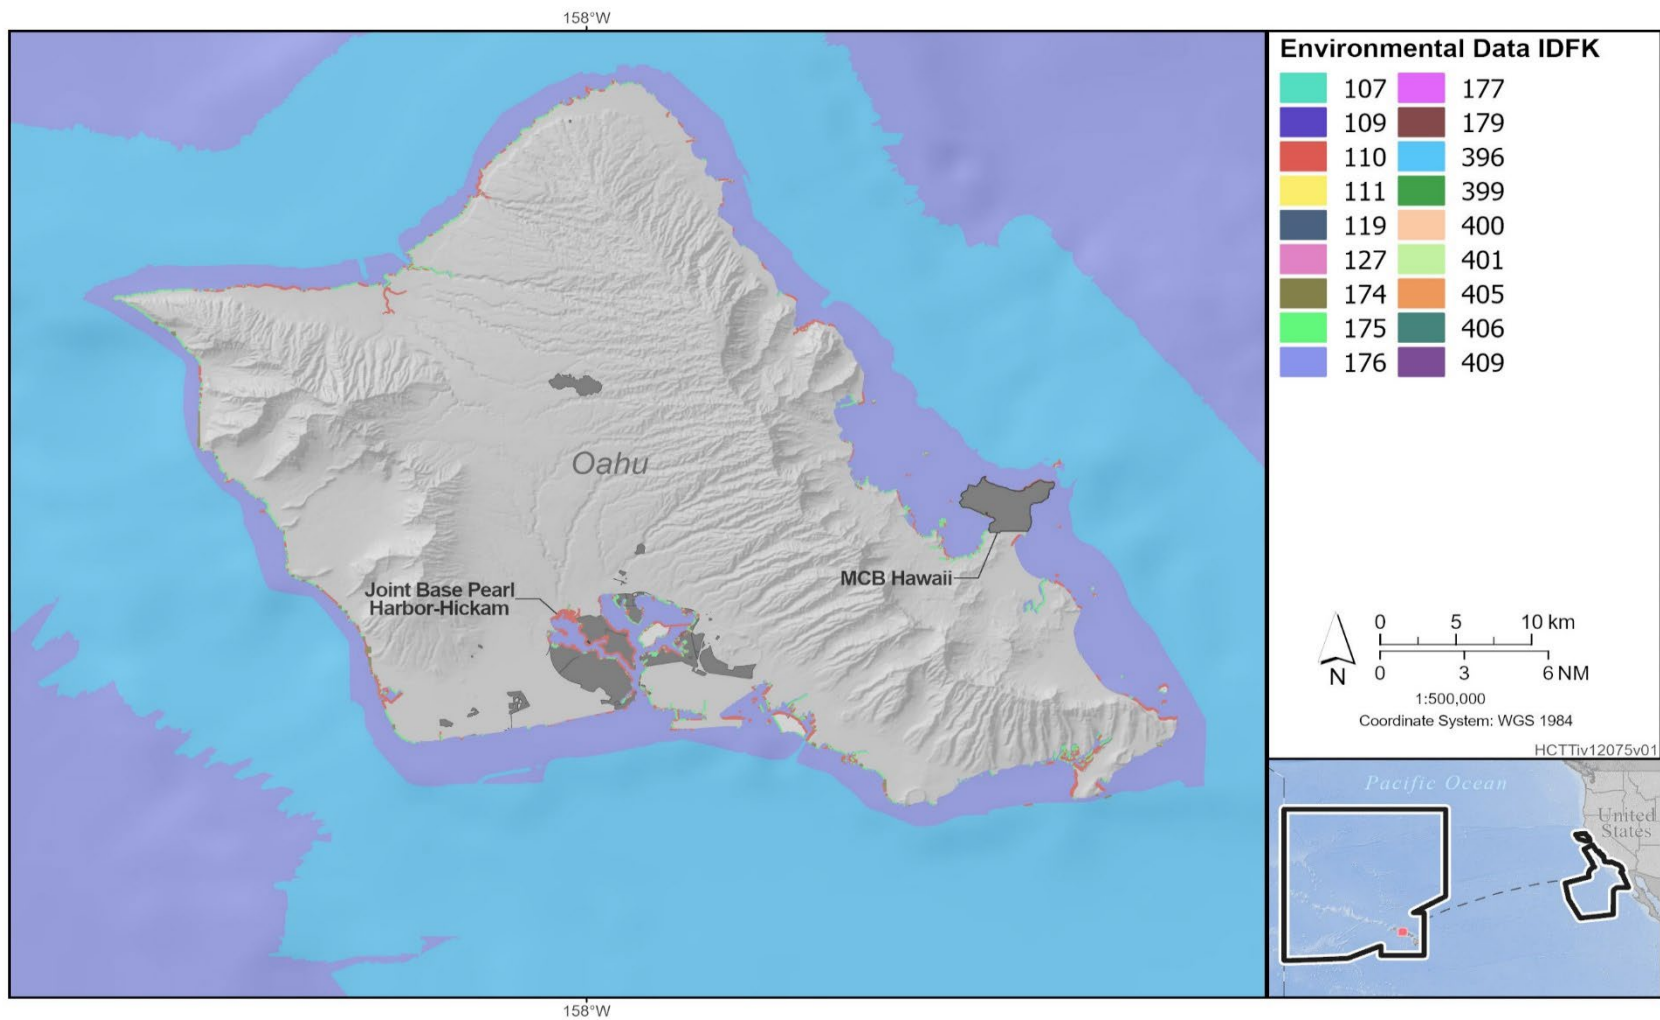 158°W
Oahu
Joint Base Pearl
Harbor-Hickam
MCB Hawaii
158°W
Environmental Data IDFK
107 177
109 179
110 396
111 399
119 400
127 401
174 405
175 406
176 409
N
0 5 10 km
0 3 6 NM
1:500,000
Coordinate System: WGS 1984
HCTTiv12075v01
Pacific Ocean
United
States